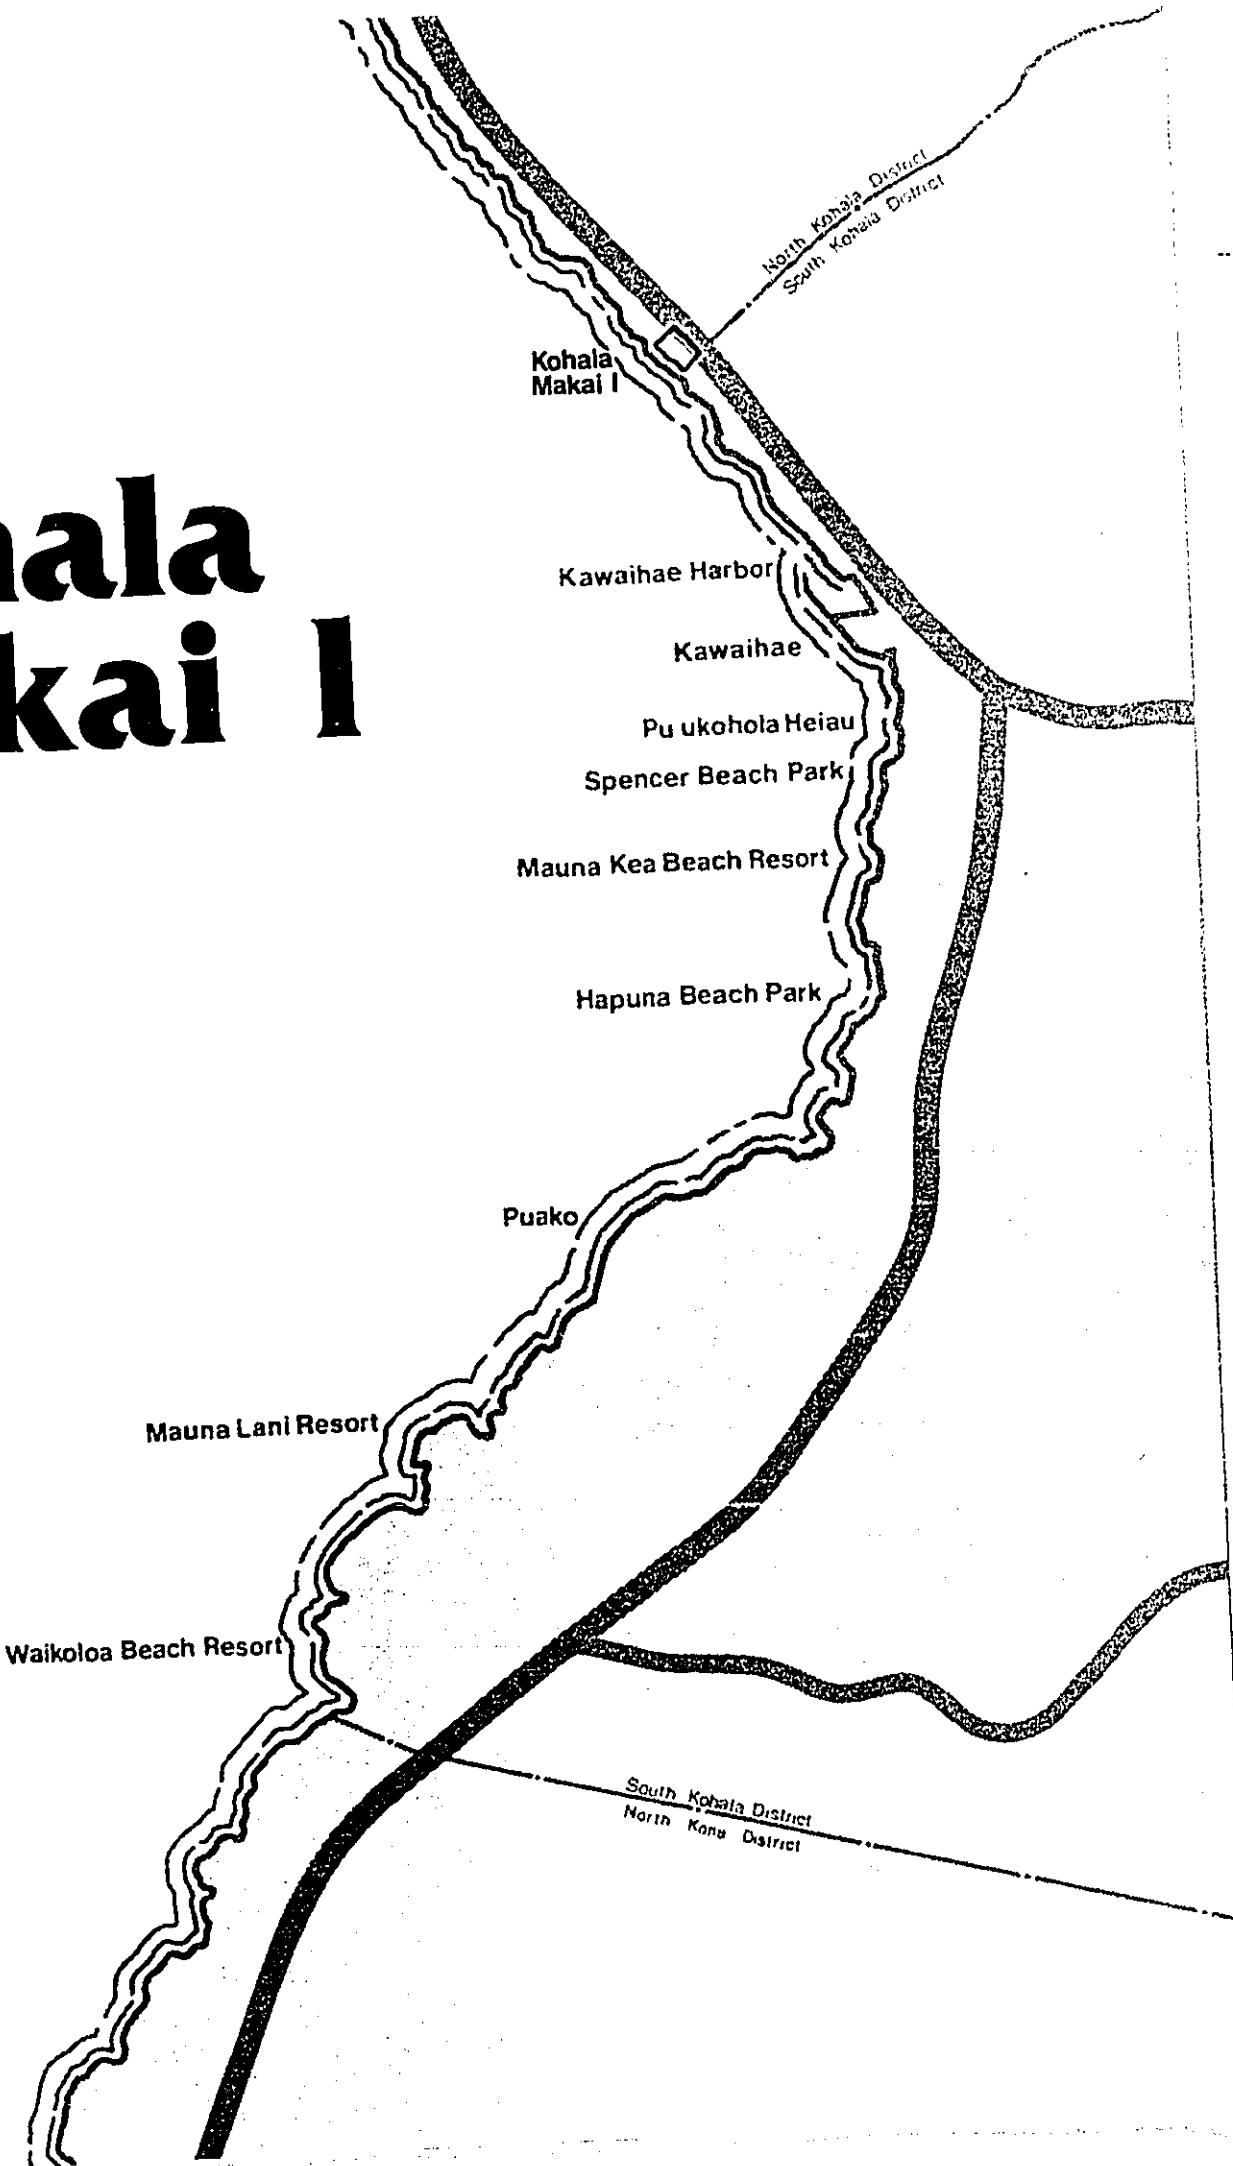 North Kohala District
South Kohala District
Kohala
Makai I
hala
kai I
Kawaihae Harbor
Kawaihae
Pu ukohola Heiau
Spencer Beach Park
Mauna Kea Beach Resort
Hapuna Beach Park
Puako
Mauna Lani Resort
Waikoloa Beach Resort
South Kohala District
North Kona District